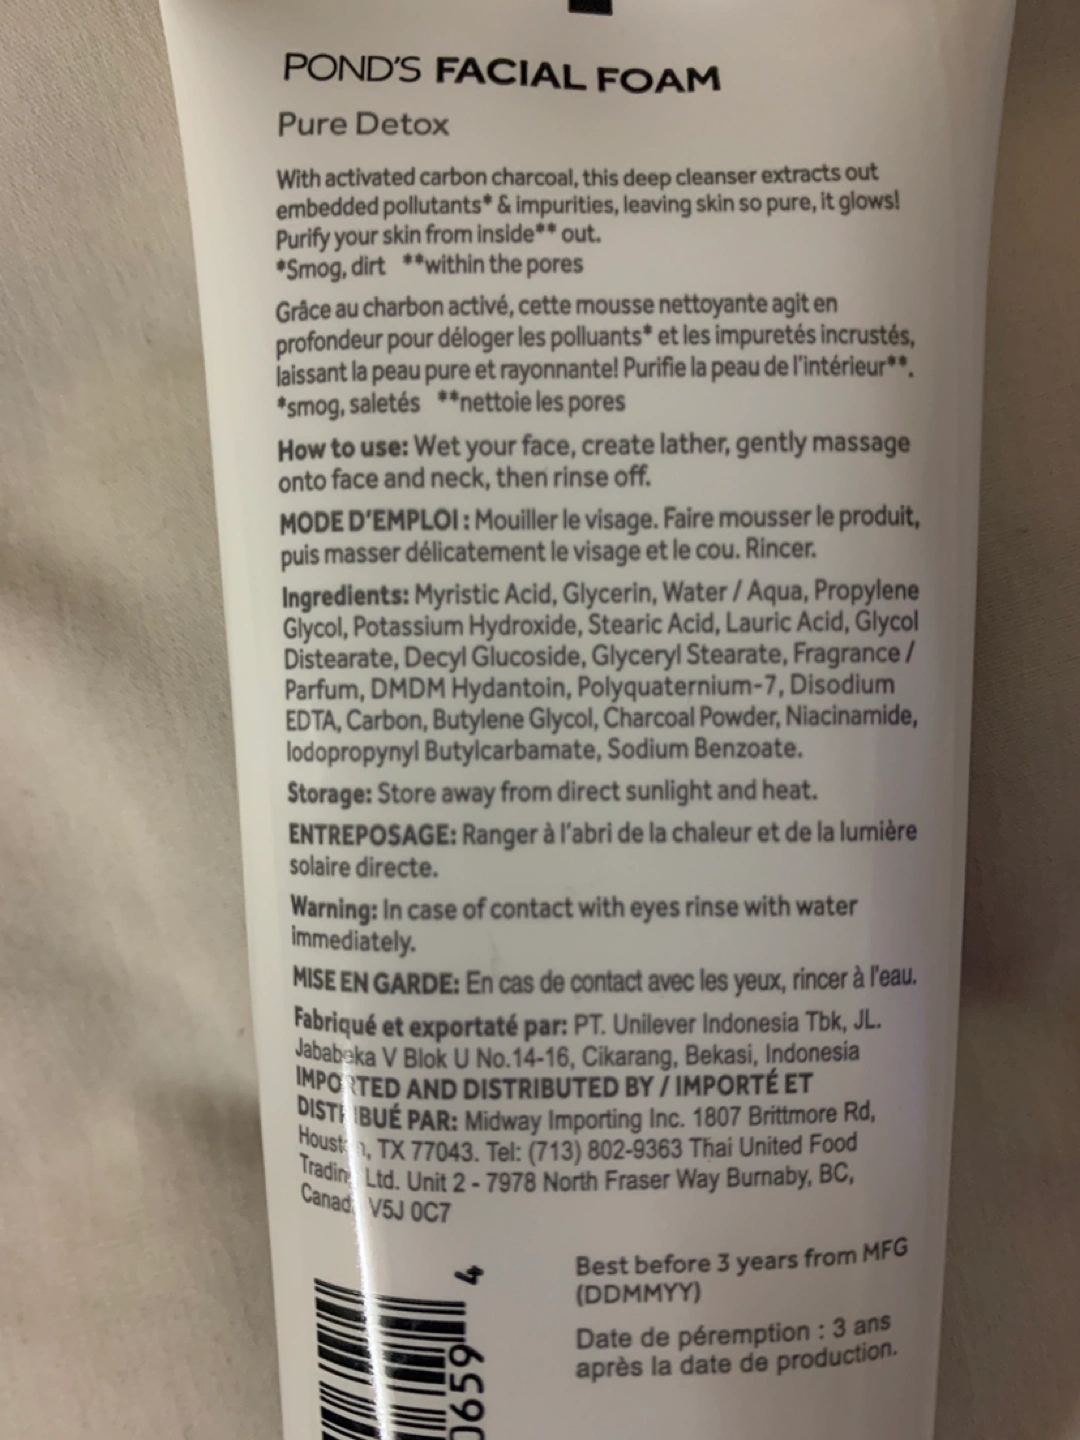 POND'S FACIAL FOAM
Pure Detox
With activated carbon charcoal, this deep cleanser extracts out
embedded pollutants* & impurities, leaving skin so pure, it glows!
Purify your skin from inside** out.
*Smog, dirt **within the pores
Grâce au charbon activé, cette mousse nettoyante agit en
profondeur pour déloger les polluants* et les impuretés incrustés,
laissant la peau pure et rayonnante! Purifie la peau de l'intérieur**.
*smog, saletés **nettoie les pores
How to use: Wet your face, create lather, gently massage
onto face and neck, then rinse off.
MODE D'EMPLOI : Mouiller le visage. Faire mousser le produit,
puis masser délicatement le visage et le cou. Rincer.
Ingredients: Myristic Acid, Glycerin, Water / Aqua, Propylene
Glycol, Potassium Hydroxide, Stearic Acid, Lauric Acid, Glycol
Distearate, Decyl Glucoside, Glyceryl Stearate, Fragrance /
Parfum, DMDM Hydantoin, Polyquaternium-7, Disodium
EDTA, Carbon, Butylene Glycol, Charcoal Powder, Niacinamide,
Iodopropynyl Butylcarbamate, Sodium Benzoate.
Storage: Store away from direct sunlight and heat.
ENTREPOSAGE: Ranger à l'abri de la chaleur et de la lumière
solaire directe.
Warning: In case of contact with eyes rinse with water
immediately.
MISE EN GARDE: En cas de contact avec les yeux, rincer à l'eau.
Fabriqué et exportaté par: PT. Unilever Indonesia Tbk, JL.
Jababeka V Blok U No.14-16, Cikarang, Bekasi, Indonesia
IMPORTED AND DISTRIBUTED BY / IMPORTÉ ET
DISTRIBUÉ PAR: Midway Importing Inc. 1807 Brittmore Rd,
Houston, TX 77043. Tel: (713) 802-9363 Thai United Food
Trading Ltd. Unit 2 - 7978 North Fraser Way Burnaby, BC,
Canada V5J 0C7
Best before 3 years from MFG
(DDMMYY)
Date de péremption : 3 ans
après la date de production.
0659 4